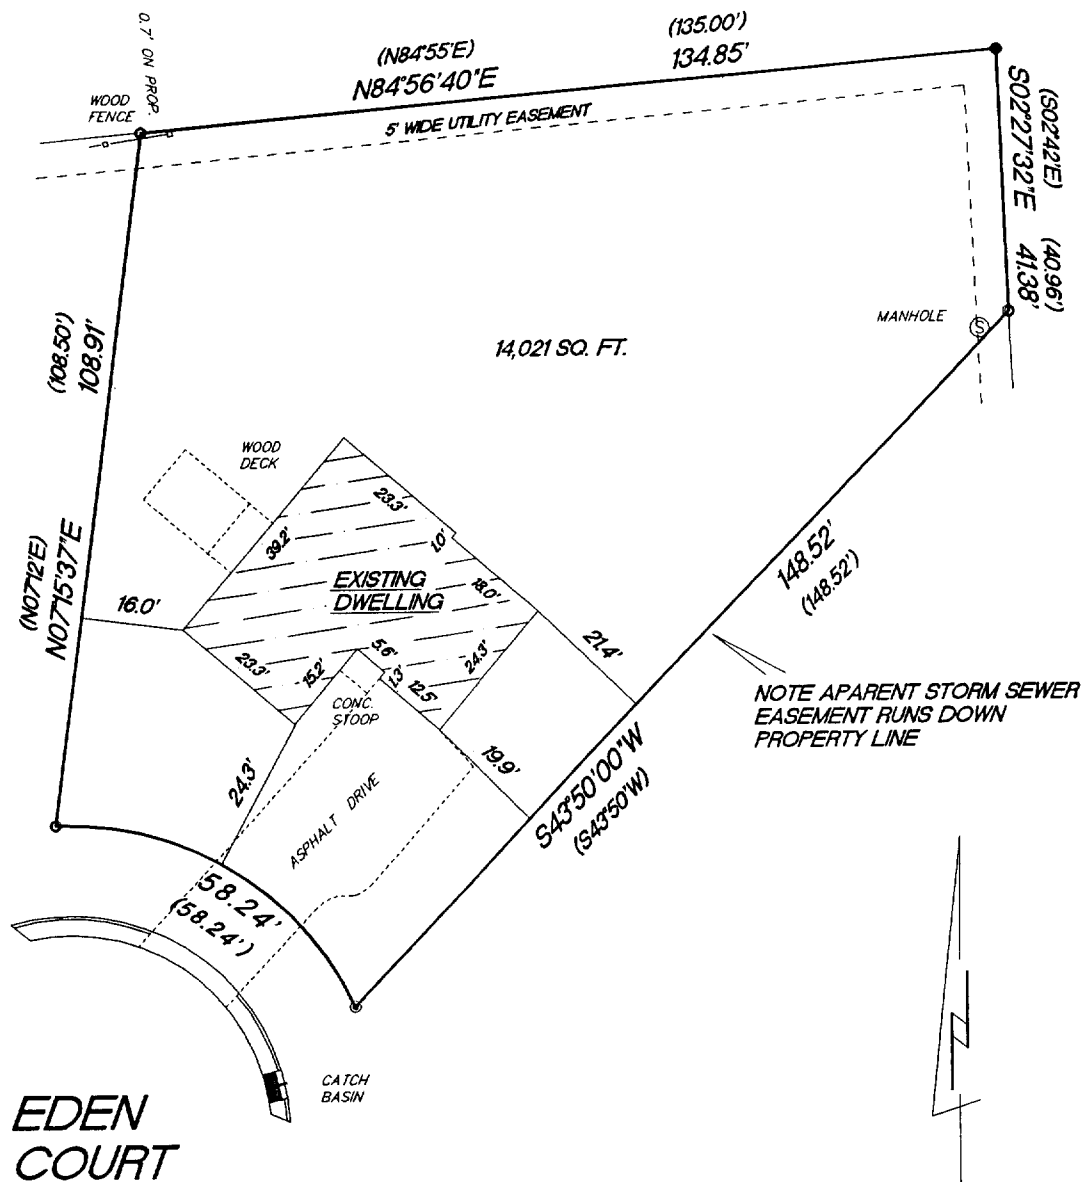 0.7' ON PROP.
WOOD
FENCE
(N84°55'E)
N84°56'40"E
(135.00')
134.85'
5' WIDE UTILITY EASEMENT
(S02°42'E)
S02°27'32"E
(40.96')
41.38'
MANHOLE
S
14,021 SQ. FT.
(108.50')
108.91'
(N07°12'E)
N07°15'37"E
WOOD
DECK
23.3'
1.0'
39.2'
EXISTING
DWELLING
18.0'
16.0'
23.3'
15.2'
5.6'
1.3'
12.5'
24.3'
21.4'
CONC.
STOOP
19.9'
24.3'
ASPHALT DRIVE
148.52'
(148.52')
NOTE APARENT STORM SEWER
EASEMENT RUNS DOWN
PROPERTY LINE
S43°50'00"W
(S43°50'W)
58.24'
(58.24')
CATCH
BASIN
EDEN
COURT